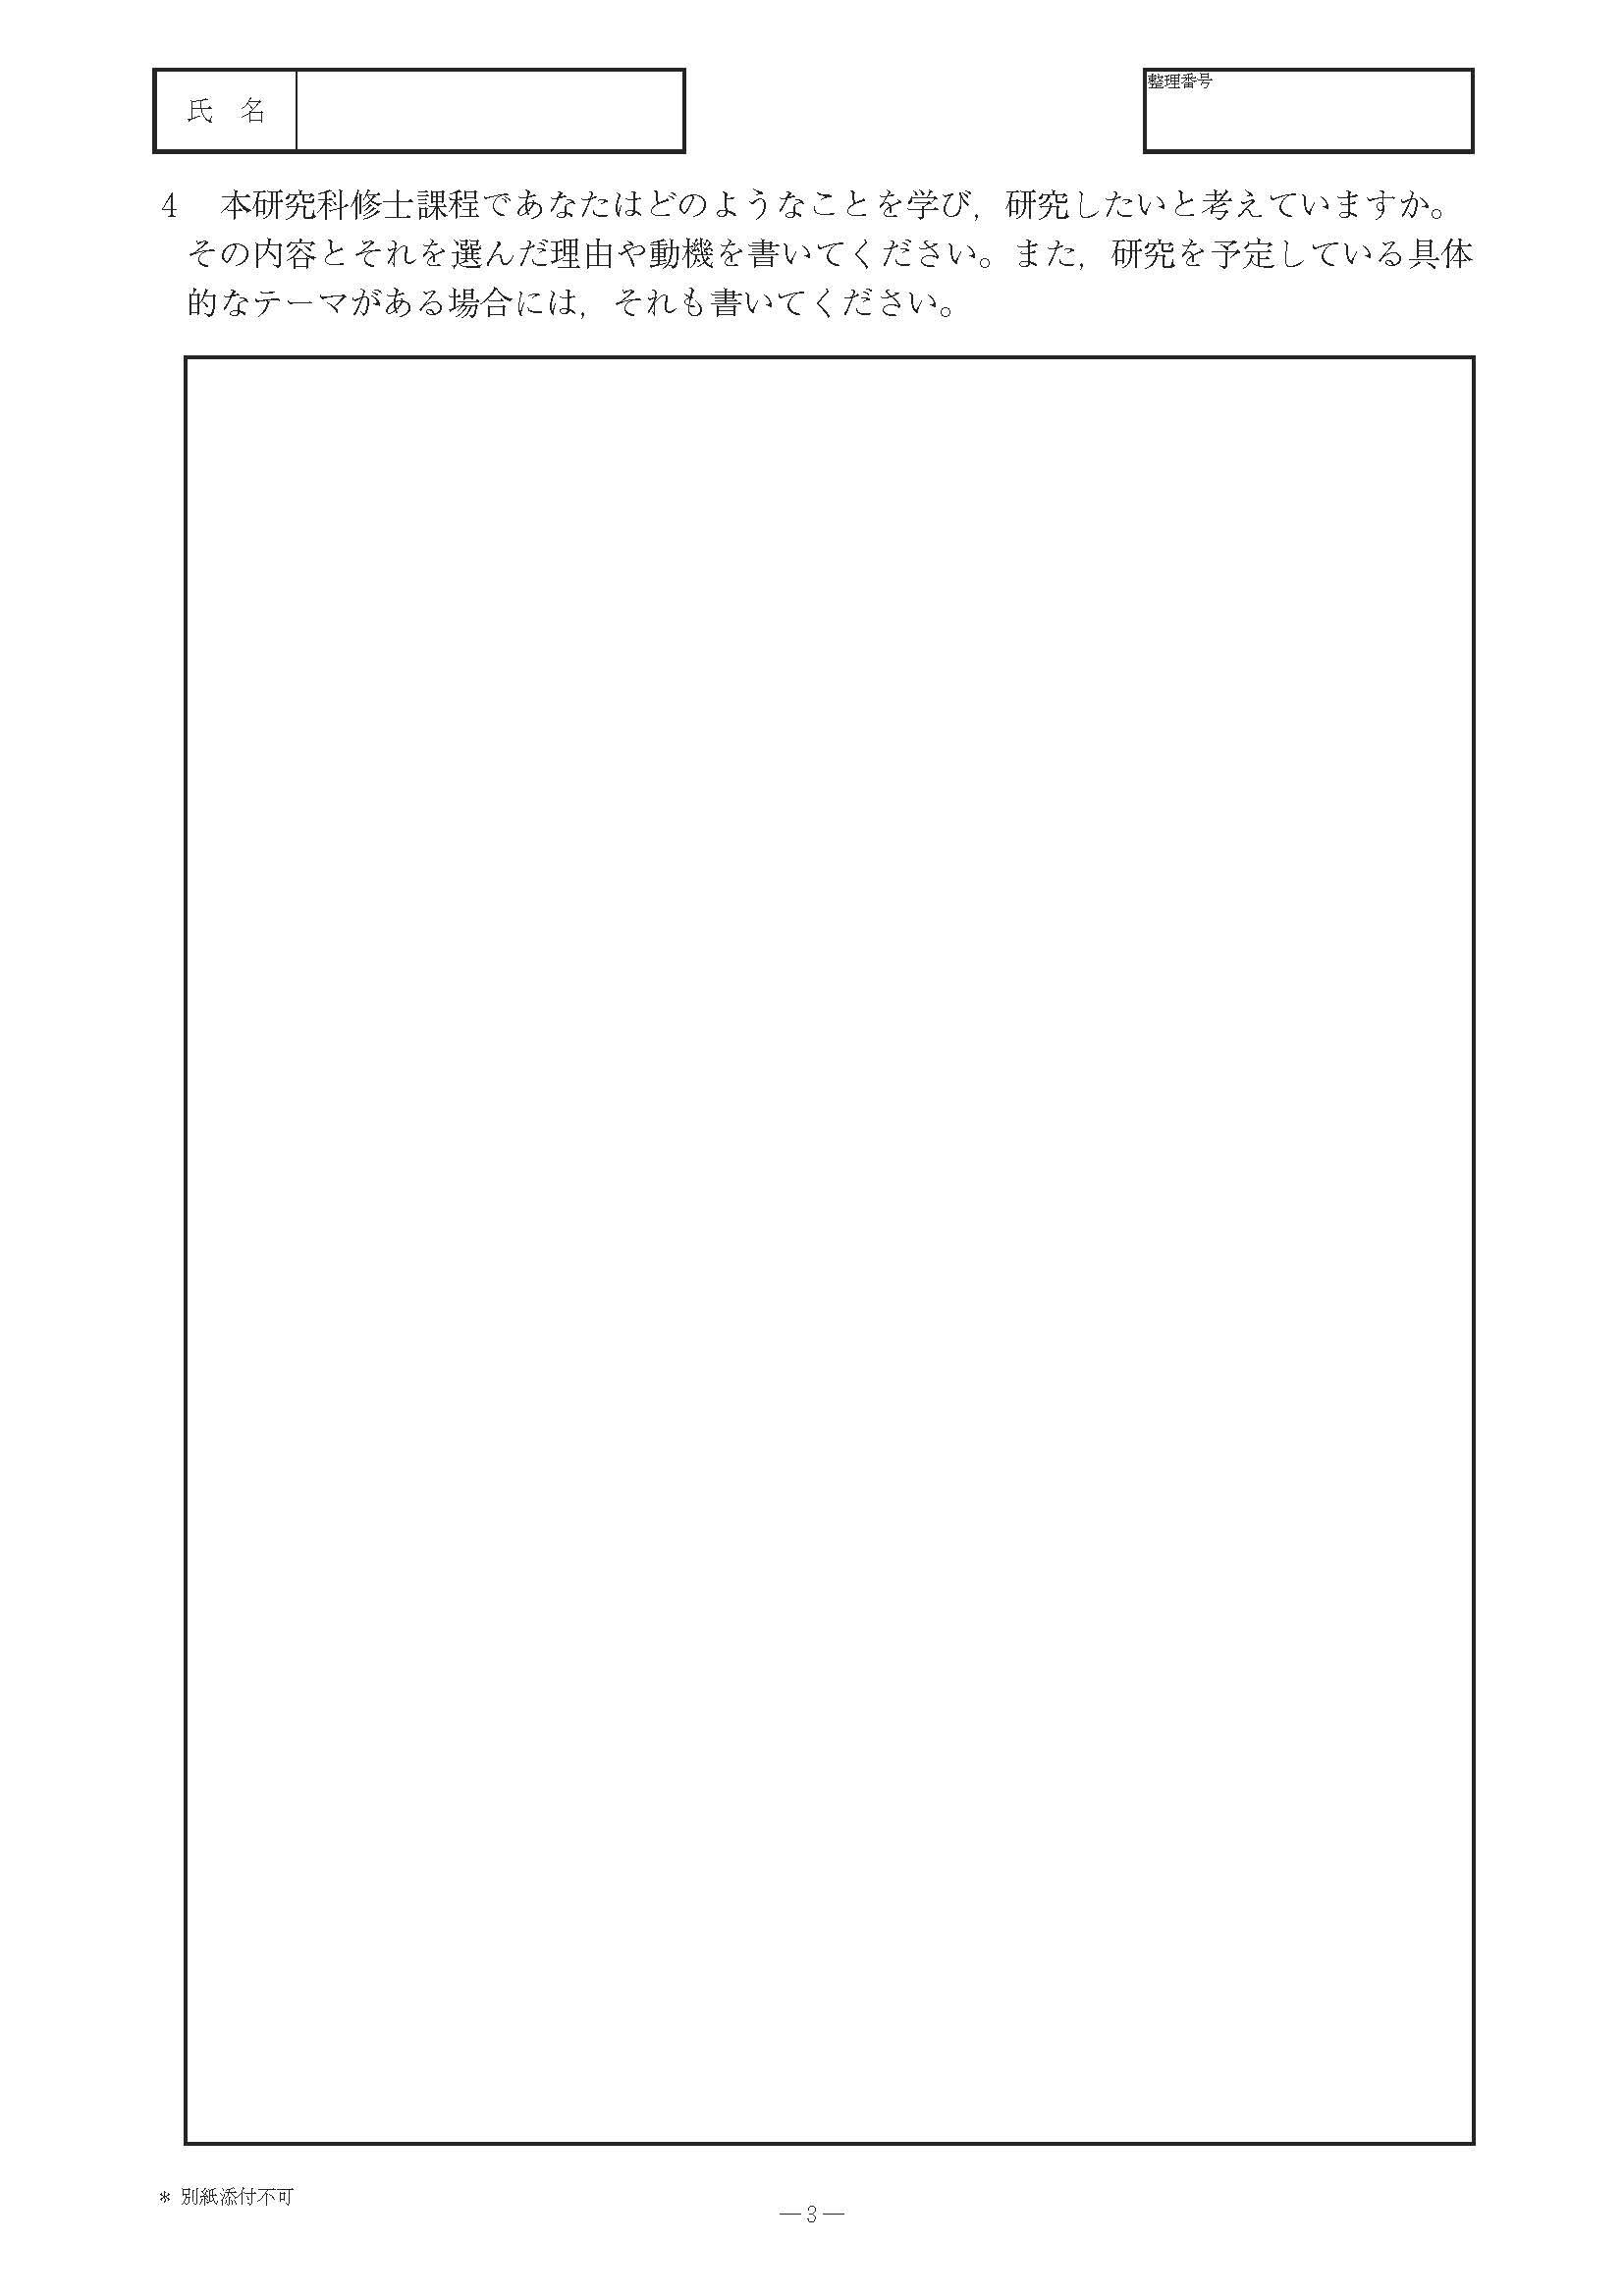 氏　名
整理番号
4　本研究科修士課程であなたはどのようなことを学び，研究したいと考えていますか。
その内容とそれを選んだ理由や動機を書いてください。また，研究を予定している具体
的なテーマがある場合には，それも書いてください。
＊ 別紙添付不可
― 3 ―